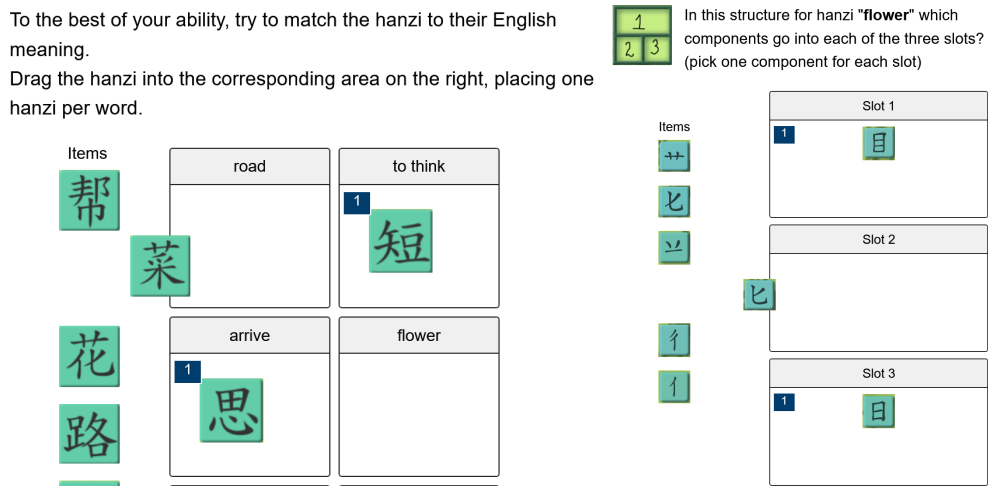 To the best of your ability, try to match the hanzi to their English
meaning.
Drag the hanzi into the corresponding area on the right, placing one
hanzi per word.
Items
帮
菜
花
路
road
to think
1
短
arrive
1
思
flower
1
2 3
In this structure for hanzi "flower" which
components go into each of the three slots?
(pick one component for each slot)
Items
艹
匕
䒑
匕
彳
亻
Slot 1
1
目
Slot 2
Slot 3
1
日